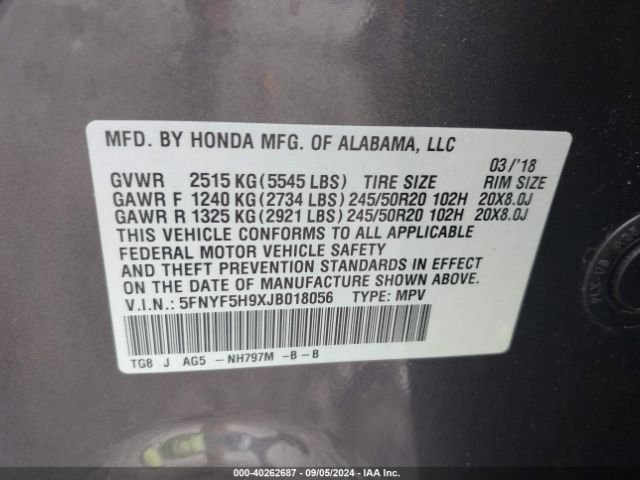 MFD. BY HONDA MFG. OF ALABAMA, LLC
03 /'18
GVWR 2515 KG (5545 LBS) TIRE SIZE RIM SIZE
GAWR F 1240 KG (2734 LBS) 245/50R20 102H 20X8.0J
GAWR R 1325 KG (2921 LBS) 245/50R20 102H 20X8.0J
THIS VEHICLE CONFORMS TO ALL APPLICABLE
FEDERAL MOTOR VEHICLE SAFETY
AND THEFT PREVENTION STANDARDS IN EFFECT
ON THE DATE OF MANUFACTURE SHOWN ABOVE.
V.I.N.: 5FNYF5H9XJB018056 TYPE: MPV
TG8 J AG5 -NH797M -B -B
000-40262687 - 09/05/2024 - IAAI.com